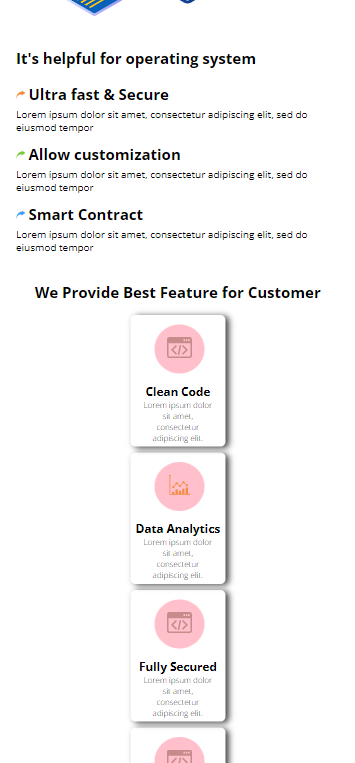 It's helpful for operating system
Ultra fast & Secure
Lorem ipsum dolor sit amet, consectetur adipiscing elit, sed do
eiusmod tempor
Allow customization
Lorem ipsum dolor sit amet, consectetur adipiscing elit, sed do
eiusmod tempor
Smart Contract
Lorem ipsum dolor sit amet, consectetur adipiscing elit, sed do
eiusmod tempor
We Provide Best Feature for Customer
Clean Code
Lorem ipsum dolor
sit amet,
consectetur
adipiscing elit.
Data Analytics
Lorem ipsum dolor
sit amet,
consectetur
adipiscing elit.
Fully Secured
Lorem ipsum dolor
sit amet,
consectetur
adipiscing elit.